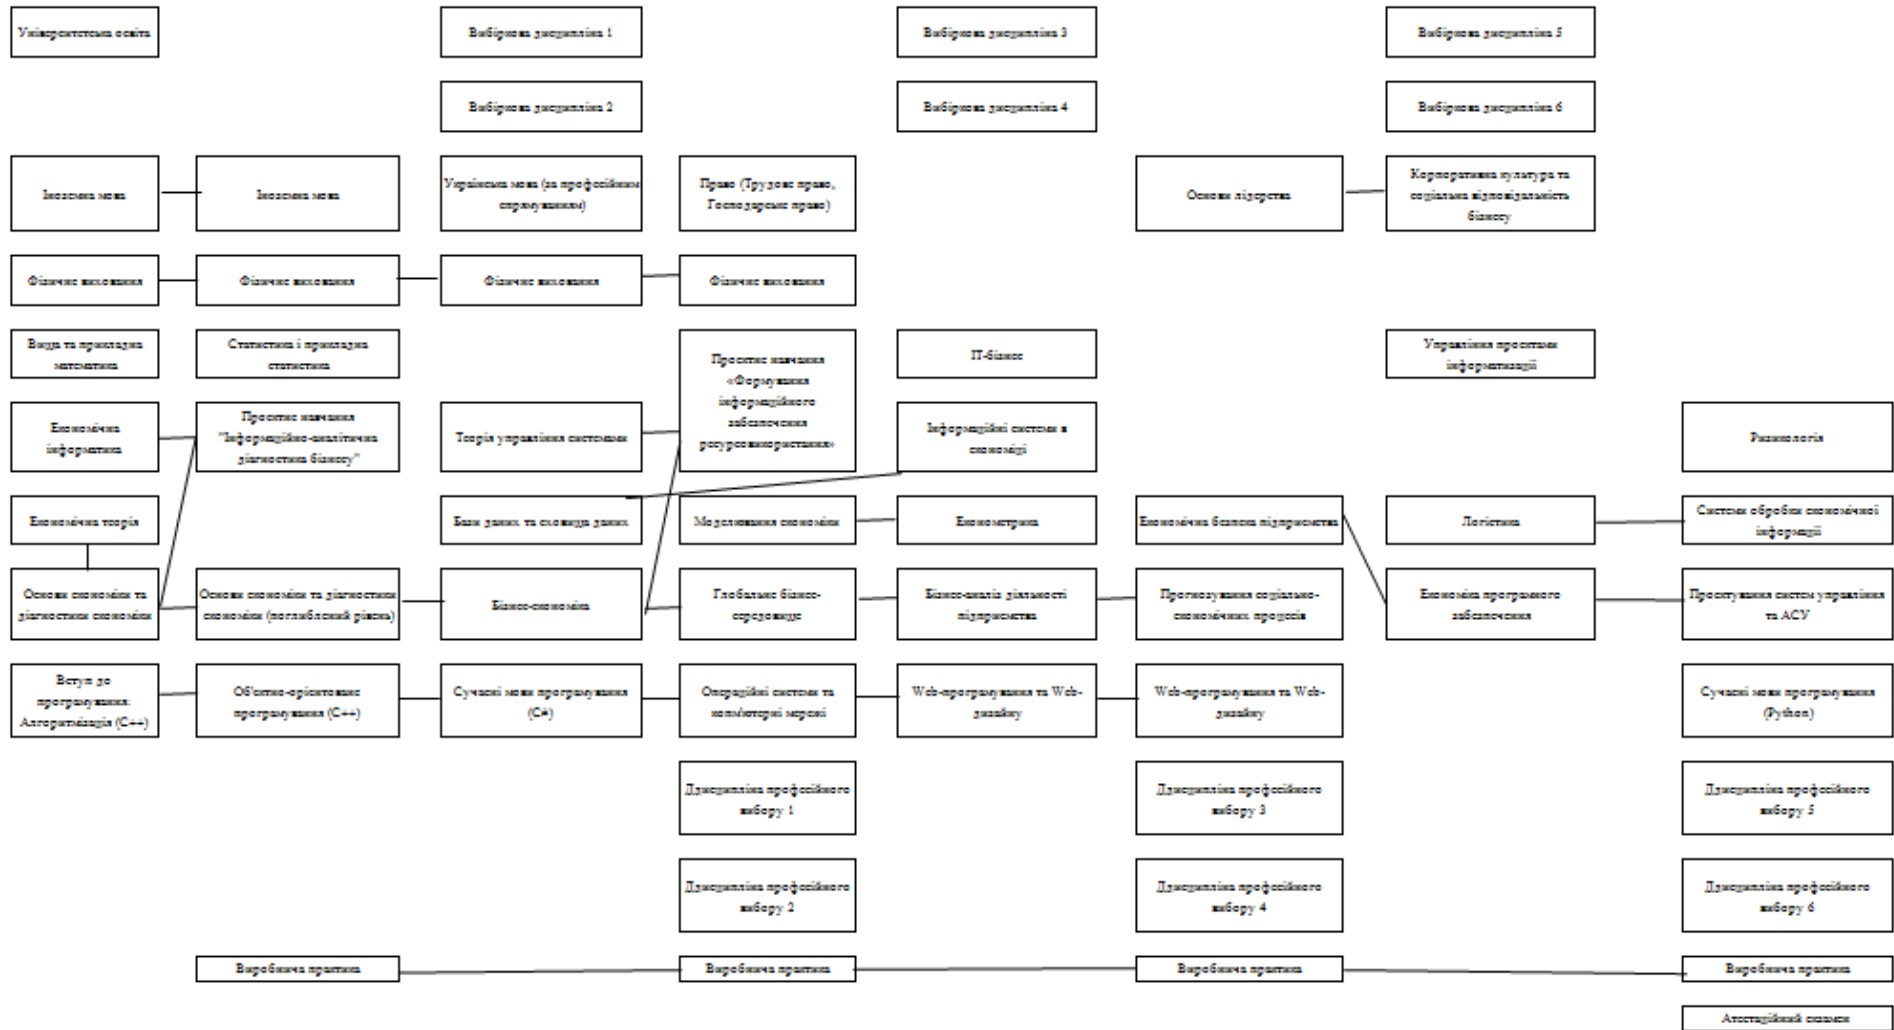 Університетська освіта
Вибіркова дисципліна 1
Вибіркова дисципліна 3
Вибіркова дисципліна 5
Вибіркова дисципліна 2
Вибіркова дисципліна 4
Вибіркова дисципліна 6
Іноземна мова
Іноземна мова
Українська мова (за професійним
спрямуванням)
Право (Трудове право,
Господарське право)
Основи лідерства
Корпоративна культура та
соціальна відповідальність
бізнесу
Фізичне виховання
Фізичне виховання
Фізичне виховання
Фізичне виховання
Вища та прикладна
математика
Статистика і прикладна
статистика
Проєктне навчання
«Формування
інформаційного
забезпечення
ресурсовикористання»
ІТ-бізнес
Управління проєктами
інформатизації
Економічна
інформатика
Проєктне навчання
"Інформаційно-аналітична
діагностика бізнесу"
Теорія управління системами
Інформаційні системи в
економіці
Ризикологія
Економічна теорія
Бази даних та сховища даних
Моделювання економіки
Економетрика
Економічна безпека підприємства
Логістика
Системи обробки економічної
інформації
Основи економіки та
діагностики економіки
Основи економіки та діагностики
економіки (поглиблений рівень)
Бізнес-економіка
Глобальне бізнес-
середовище
Бізнес-аналіз діяльності
підприємства
Прогнозування соціально-
економічних процесів
Економіка програмного
забезпечення
Проєктування систем управління
та АСУ
Вступ до
програмування:
Алгоритмізація (С++)
Об'єктно-орієнтоване
програмування (С++)
Сучасні мови програмування
(С#)
Операційні системи та
комп'ютерні мережі
Web-програмування та Web-
дизайну
Web-програмування та Web-
дизайну
Сучасні мови програмування
(Python)
Ддисципліна професійного
вибору 1
Ддисципліна професійного
вибору 3
Ддисципліна професійного
вибору 5
Ддисципліна професійного
вибору 2
Ддисципліна професійного
вибору 4
Ддисципліна професійного
вибору 6
Виробнича практика
Виробнича практика
Виробнича практика
Виробнича практика
Атестаційний екзамен